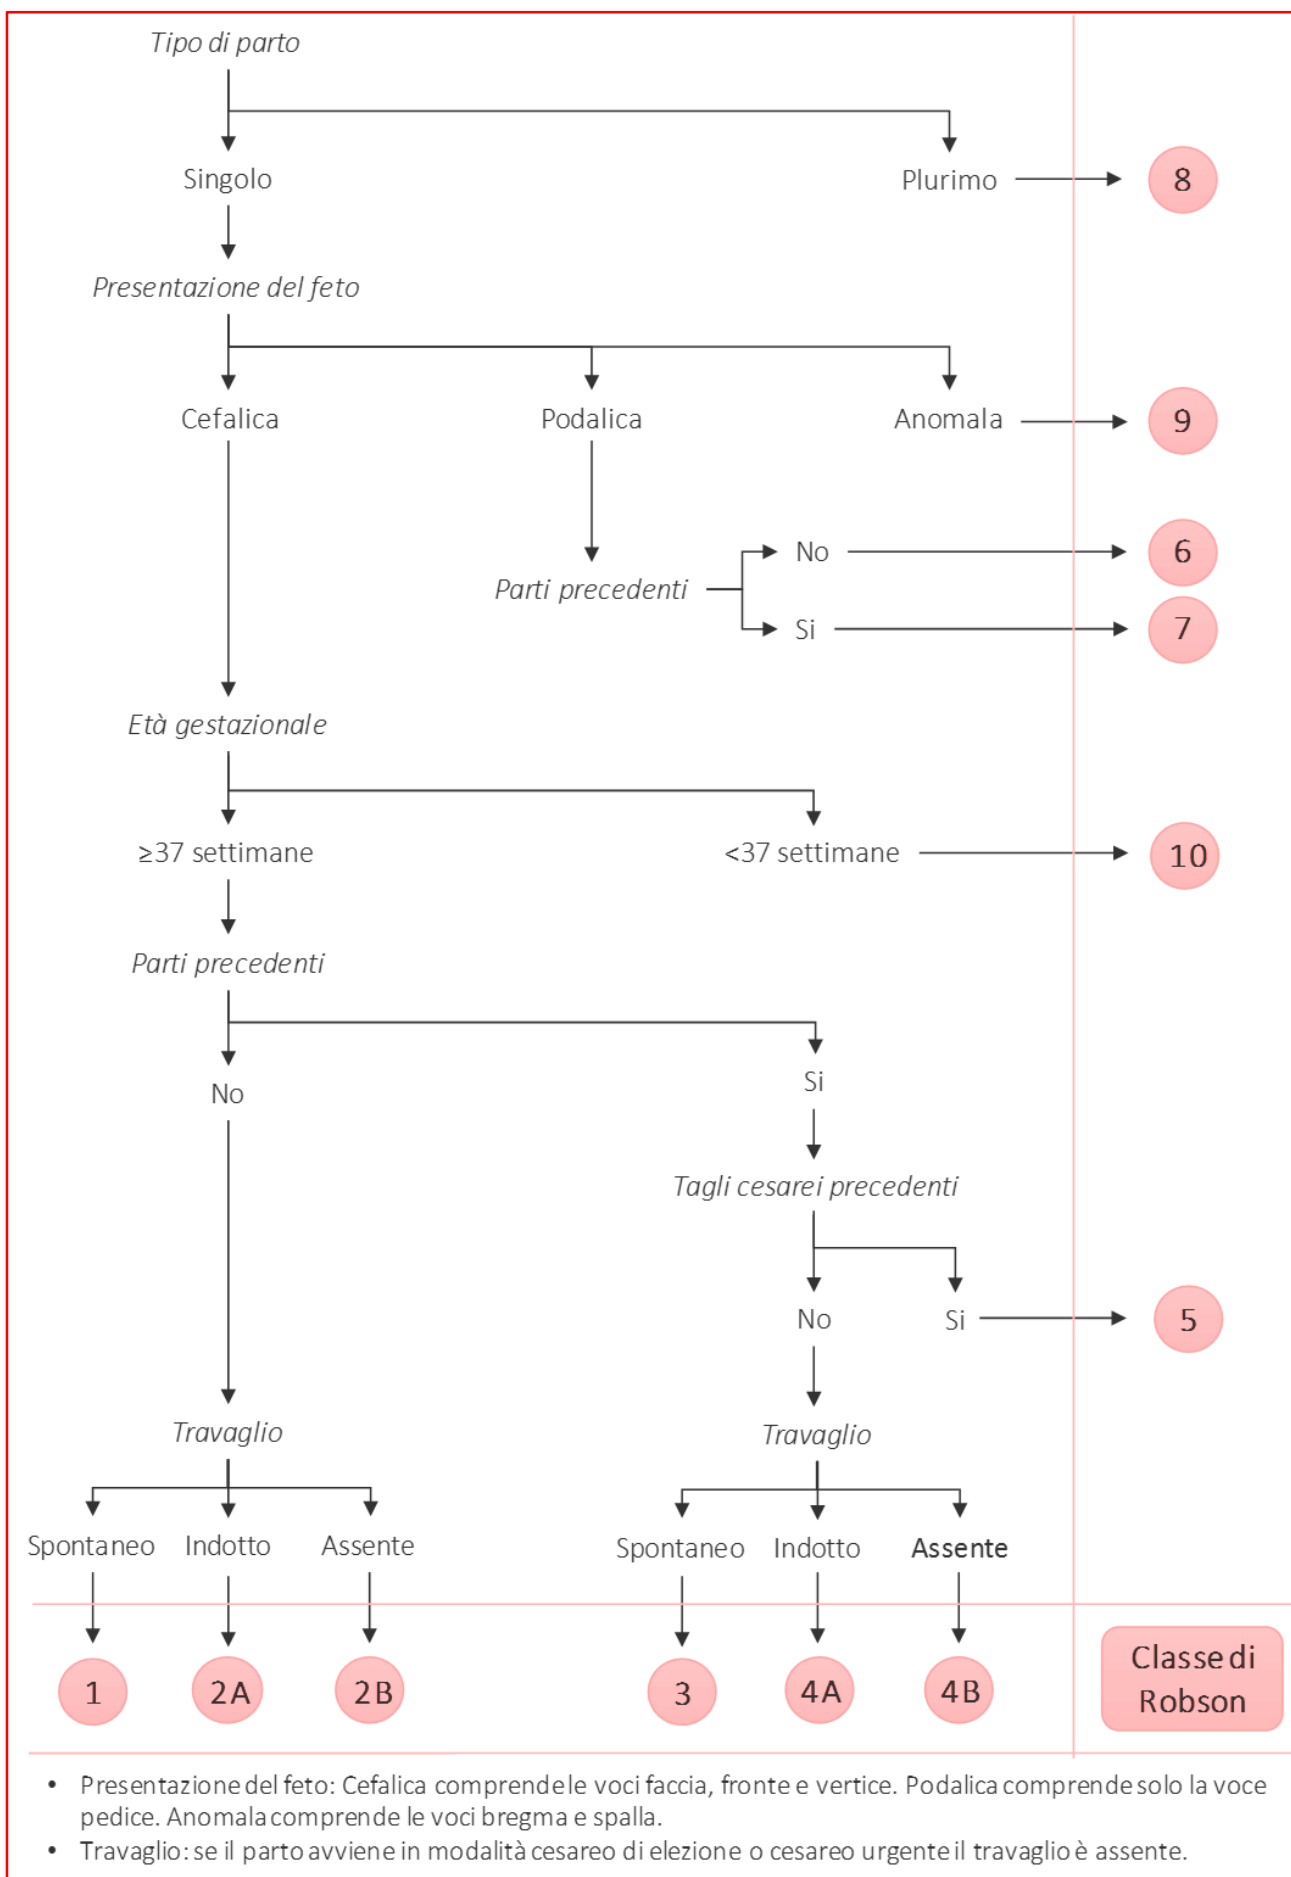 Tipo di parto
Singolo
Plurimo
8
Presentazione del feto
Cefalica
Podalica
Anomala
9
No
6
Parti precedenti
Si
7
Età gestazionale
≥37 settimane
<37 settimane
10
Parti precedenti
No
Si
Tagli cesarei precedenti
No
Si
5
Travaglio
Travaglio
Spontaneo
Indotto
Assente
Spontaneo
Indotto
Assente
1
2A
2B
3
4A
4B
Classe di
Robson
• Presentazione del feto: Cefalica comprende le voci faccia, fronte e vertice. Podalica comprende solo la voce
pedice. Anomala comprende le voci bregma e spalla.
• Travaglio: se il parto avviene in modalità cesareo di elezione o cesareo urgente il travaglio è assente.